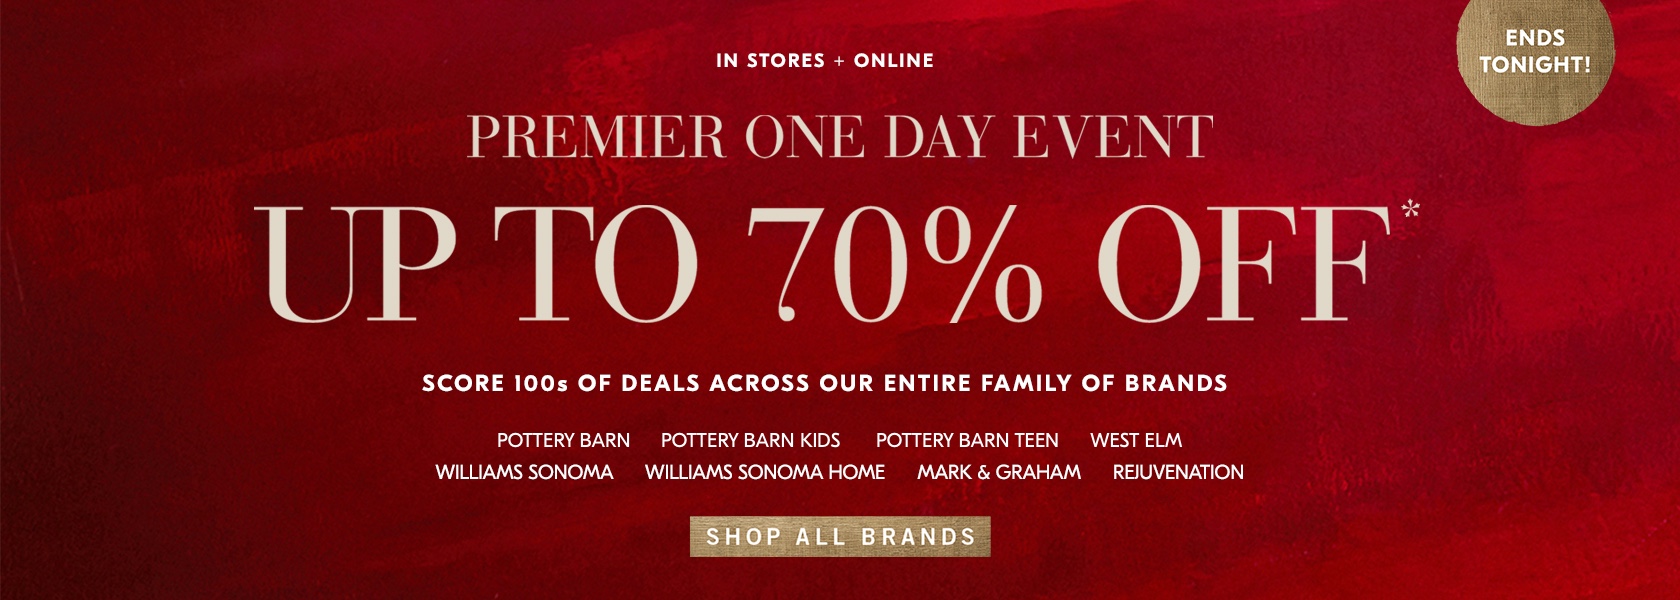 IN STORES + ONLINE
ENDS
TONIGHT!
PREMIER ONE DAY EVENT
UP TO 70% OFF*
SCORE 100s OF DEALS ACROSS OUR ENTIRE FAMILY OF BRANDS
POTTERY BARN POTTERY BARN KIDS POTTERY BARN TEEN WEST ELM
WILLIAMS SONOMA WILLIAMS SONOMA HOME MARK & GRAHAM REJUVENATION
SHOP ALL BRANDS